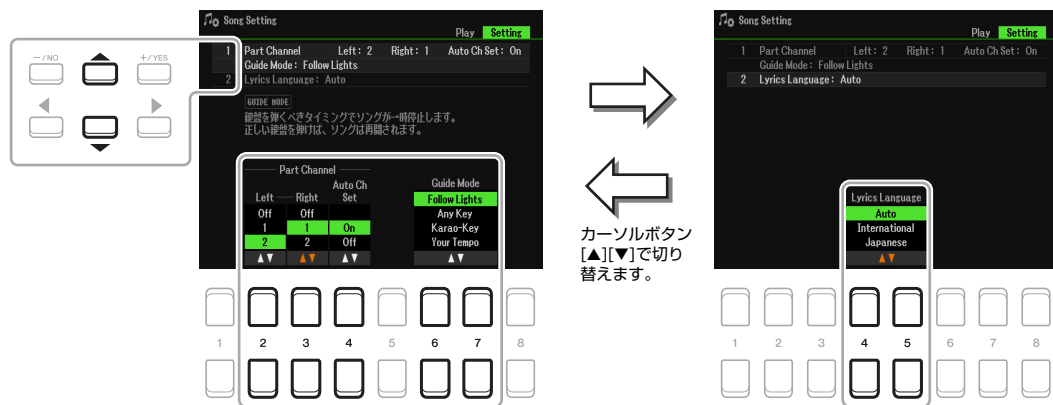 Song Setting
Play Setting
1 Part Channel Left: 2 Right: 1 Auto Ch Set: On
Guide Mode: Follow Lights
2 Lyrics Language: Auto
GUIDE MODE
鍵盤を弾くべきタイミングでソングが一時停止します。
正しい鍵盤を弾けば、ソングは再開されます。
Part Channel
Left Right Auto Ch Set
Off Off
1 1 On
2 2 Off
▲▼ ▲▼ ▲▼
Guide Mode
Follow Lights
Any Key
Karao-Key
Your Tempo
▲▼
-/NO +/YES
1 2 3 4 5 6 7 8
カーソルボタン
[▲][▼]で切り
替えます。
Song Setting
Play Setting
1 Part Channel Left: 2 Right: 1 Auto Ch Set: On
Guide Mode: Follow Lights
2 Lyrics Language: Auto
Lyrics Language
Auto
International
Japanese
▲▼
1 2 3 4 5 6 7 8